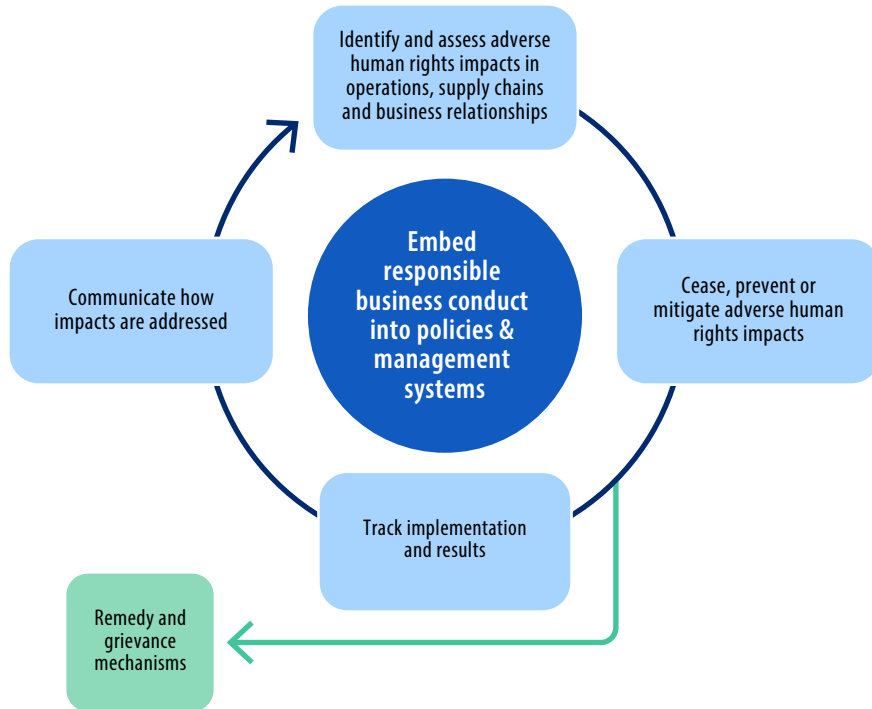 Identify and assess adverse
human rights impacts in
operations, supply chains
and business relationships
Embed
responsible
business conduct
into policies &
management
systems
Cease, prevent or
mitigate adverse human
rights impacts
Communicate how
impacts are addressed
Track implementation
and results
Remedy and
grievance
mechanisms